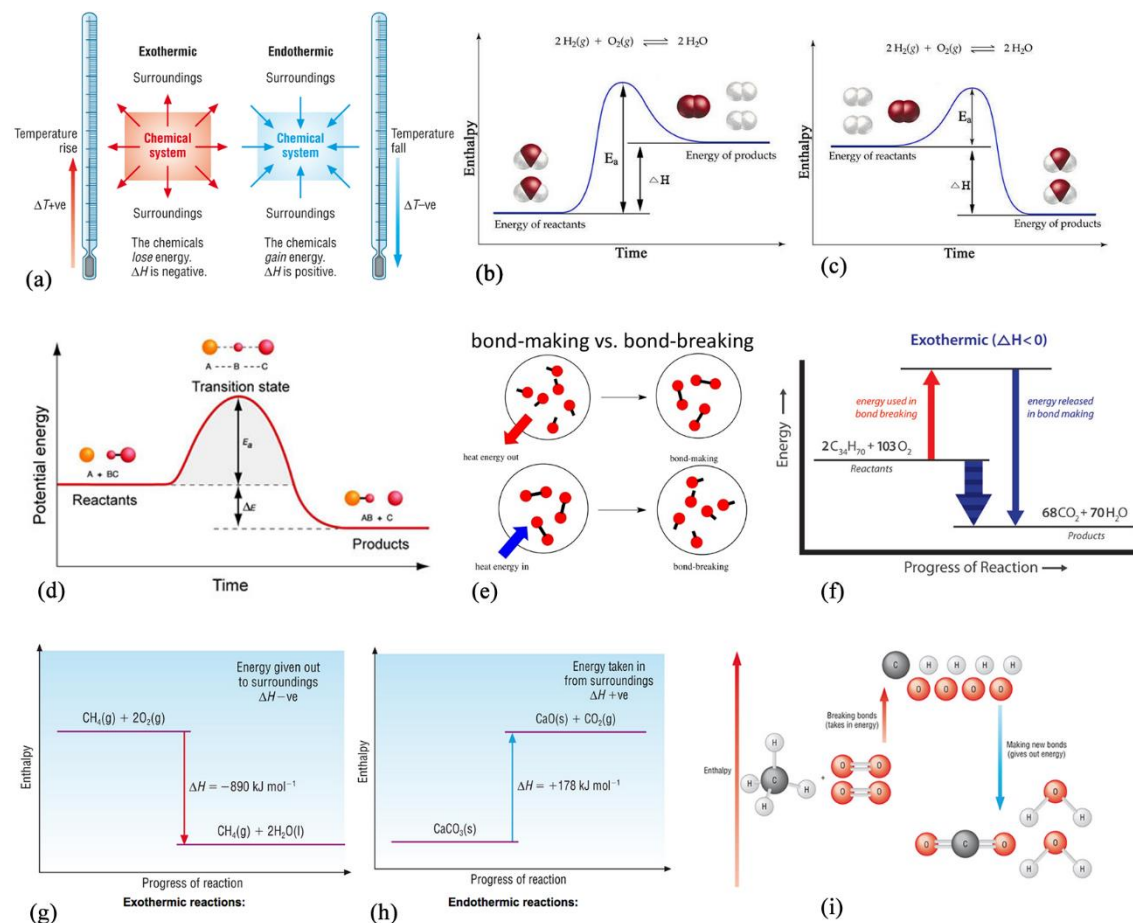 Exothermic
Surroundings
Chemical
system
Surroundings
The chemicals
lose energy.
ΔH is negative.
Temperature
rise
ΔT+ve
Endothermic
Surroundings
Chemical
system
Surroundings
The chemicals
gain energy.
ΔH is positive.
Temperature
fall
ΔT–ve
(a)
2 H₂(g) + O₂(g) ⇌ 2 H₂O
Enthalpy
Energy of reactants
Eₐ
△H
Energy of products
Time
(b)
2 H₂(g) + O₂(g) ⇌ 2 H₂O
Enthalpy
Energy of reactants
Eₐ
△H
Energy of products
Time
(c)
Potential energy
A ---- B ---- C
Transition state
Eₐ
A + BC
Reactants
ΔE
AB + C
Products
Time
(d)
bond-making vs. bond-breaking
heat energy out
bond-making
heat energy in
bond-breaking
(e)
Exothermic (△H< 0)
Energy →
energy used in
bond breaking
energy released
in bond making
2C₃₄H₇₀ + 103O₂
Reactants
68CO₂ + 70H₂O
Products
Progress of Reaction →
(f)
Enthalpy
Energy given out
to surroundings
ΔH–ve
CH₄(g) + 2O₂(g)
ΔH = –890 kJ mol⁻¹
CH₄(g) + 2H₂O(l)
Progress of reaction
Exothermic reactions:
(g)
Enthalpy
Energy taken in
from surroundings
ΔH +ve
CaO(s) + CO₂(g)
ΔH = +178 kJ mol⁻¹
CaCO₃(s)
Progress of reaction
Endothermic reactions:
(h)
Enthalpy
C H H H H
O O O O
Breaking bonds
(takes in energy)
Making new bonds
(gives out energy)
H
H C H
H
+
O O
O O
O
H H
O C O
O
H H
(i)